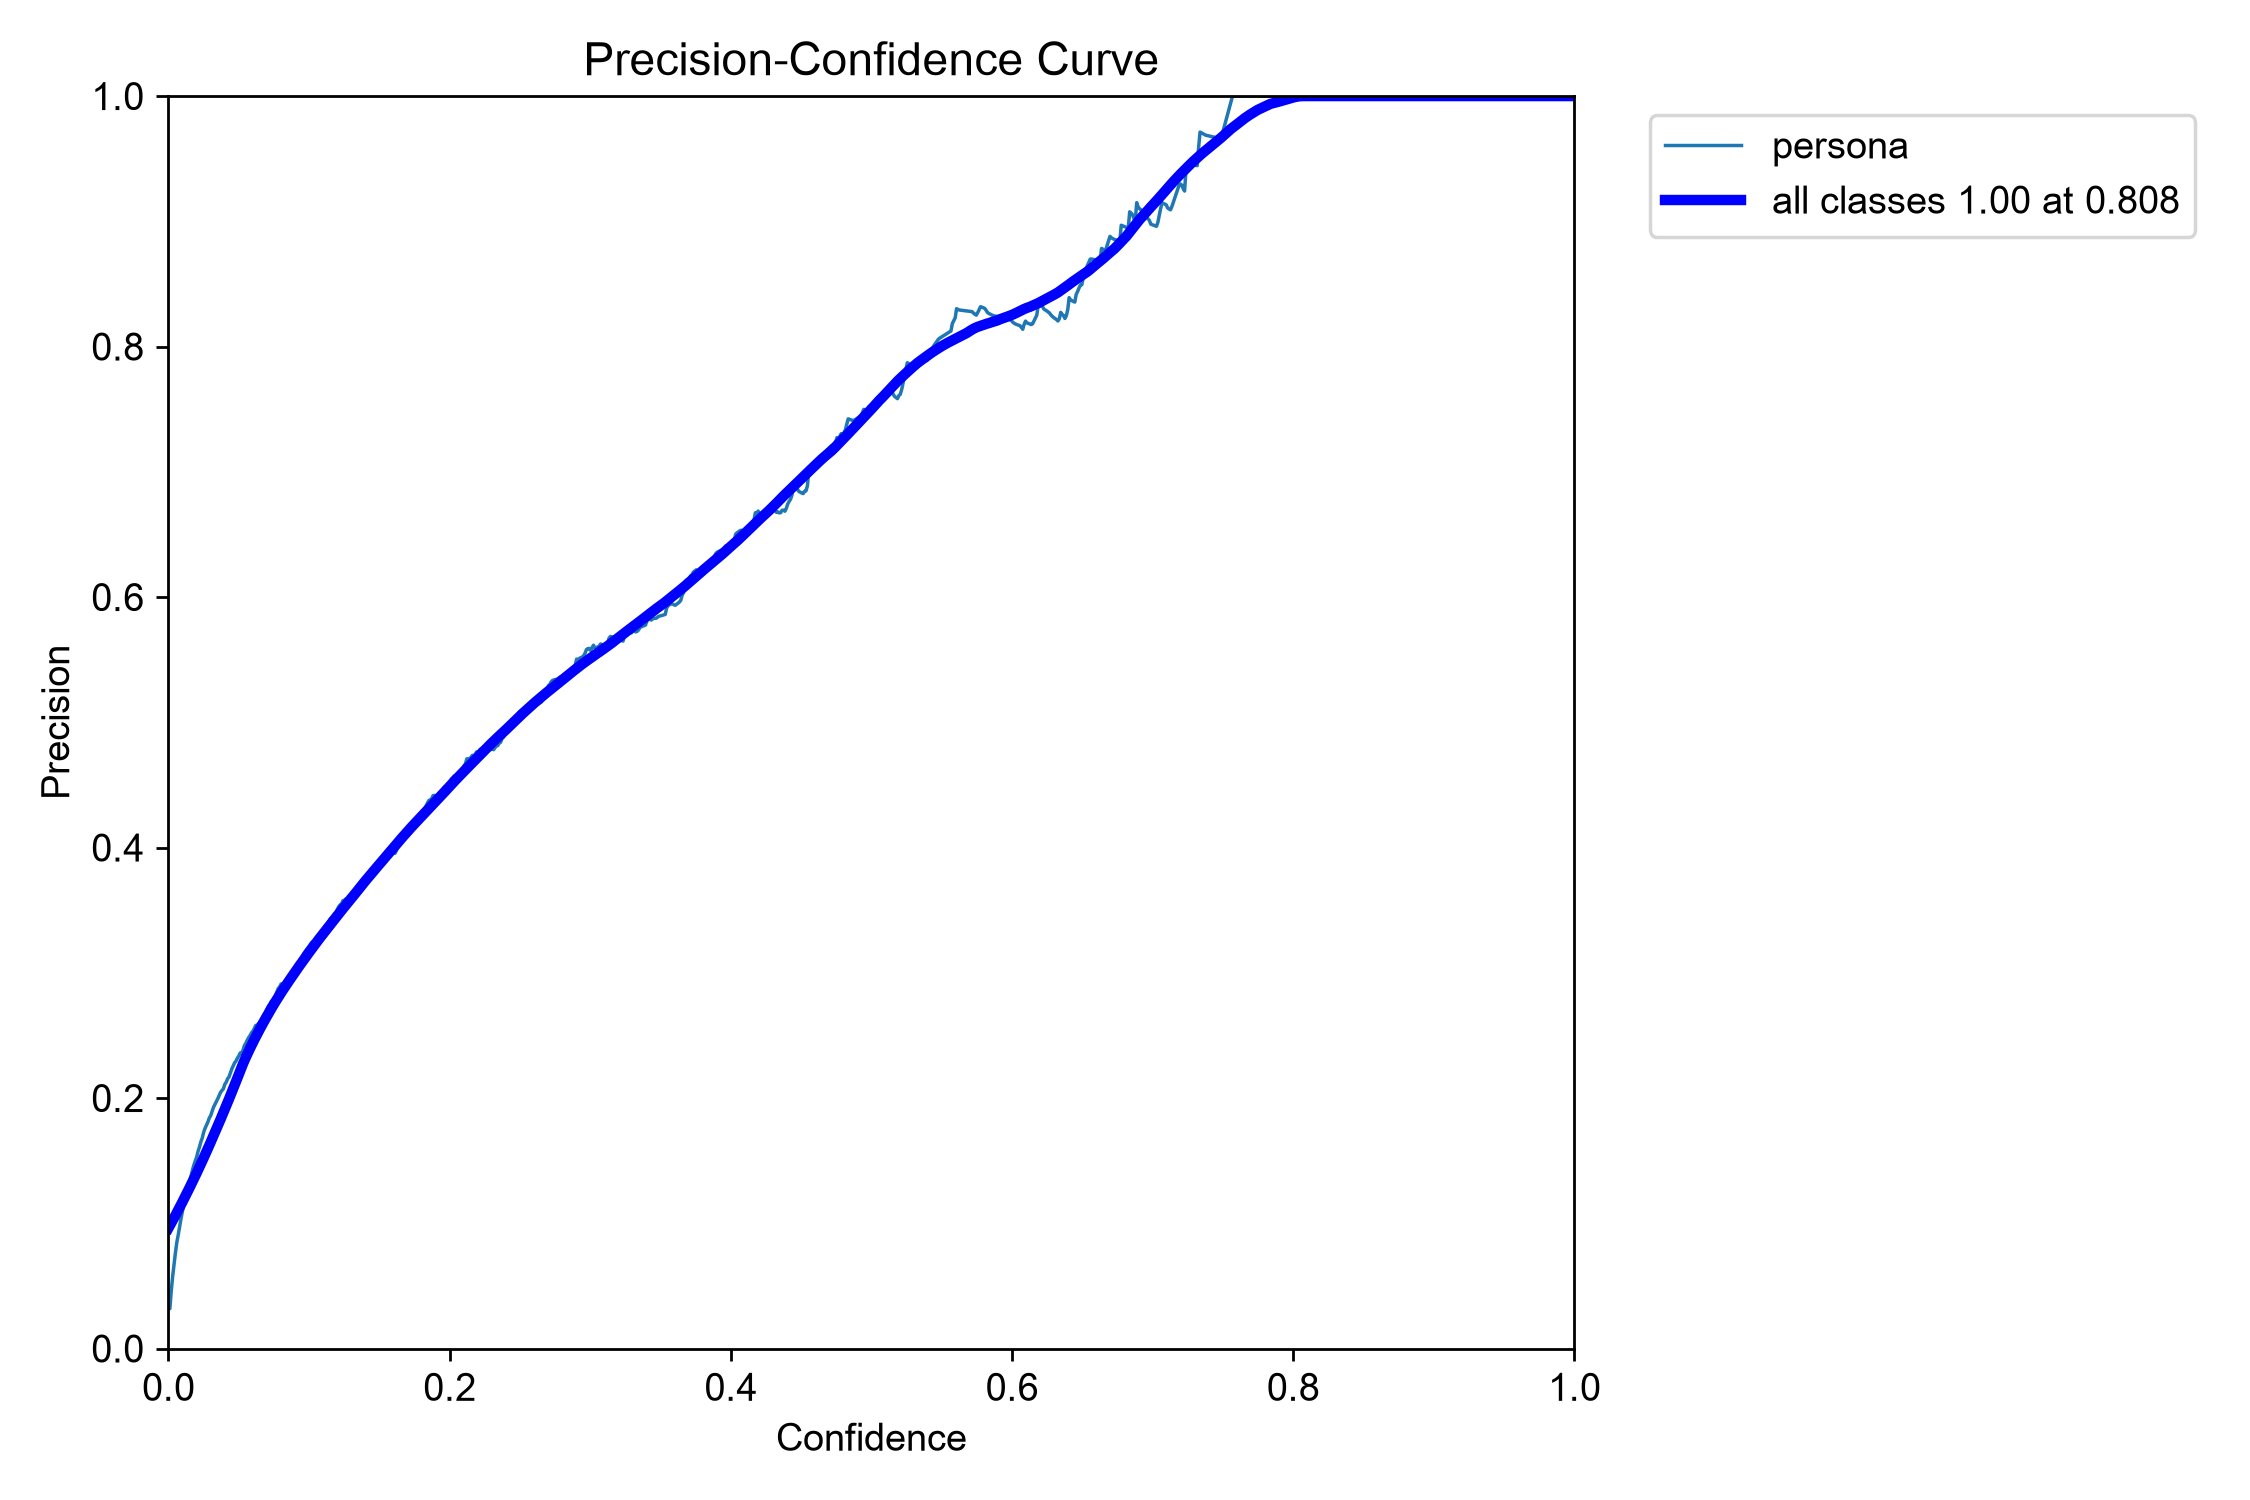 Precision-Confidence Curve
1.0
0.8
0.6
0.4
0.2
0.0
Precision
0.0 0.2 0.4 0.6 0.8 1.0
Confidence
persona
all classes 1.00 at 0.808